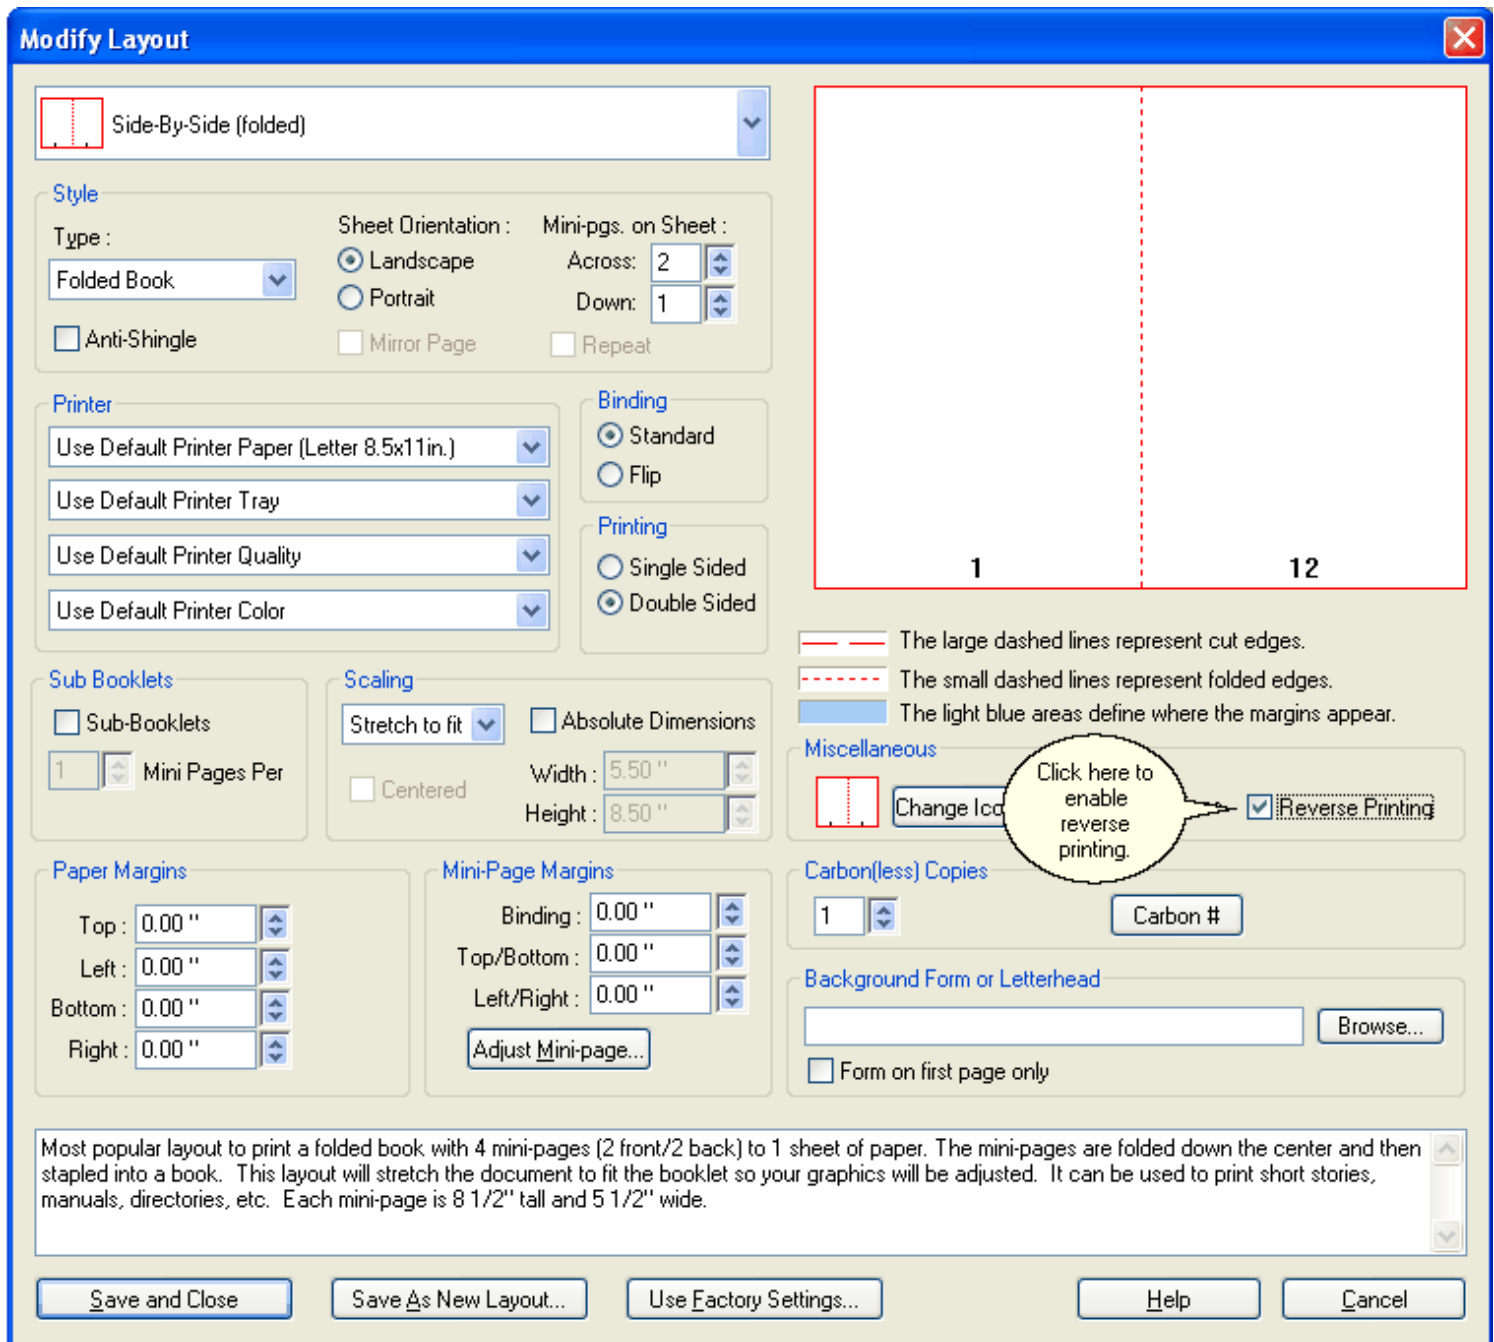 Modify Layout
Side-By-Side (folded)
Style
Type :
Sheet Orientation :
Mini-pgs. on Sheet :
Folded Book
Landscape
Across: 2
Portrait
Down: 1
Anti-Shingle
Mirror Page
Repeat
Printer
Use Default Printer Paper (Letter 8.5x11in.)
Use Default Printer Tray
Use Default Printer Quality
Use Default Printer Color
Binding
Standard
Flip
Printing
Single Sided
Double Sided
1 12
The large dashed lines represent cut edges.
The small dashed lines represent folded edges.
The light blue areas define where the margins appear.
Sub Booklets
Sub-Booklets
1 Mini Pages Per
Scaling
Stretch to fit
Absolute Dimensions
Centered
Width : 5.50 "
Height : 8.50 "
Miscellaneous
Change Ico
Click here to
enable
reverse
printing.
Reverse Printing
Paper Margins
Top : 0.00 "
Left : 0.00 "
Bottom : 0.00 "
Right : 0.00 "
Mini-Page Margins
Binding : 0.00 "
Top/Bottom : 0.00 "
Left/Right : 0.00 "
Adjust Mini-page...
Carbon(less) Copies
1
Carbon #
Background Form or Letterhead
Browse...
Form on first page only
Most popular layout to print a folded book with 4 mini-pages (2 front/2 back) to 1 sheet of paper. The mini-pages are folded down the center and then
stapled into a book.  This layout will stretch the document to fit the booklet so your graphics will be adjusted.  It can be used to print short stories,
manuals, directories, etc.  Each mini-page is 8 1/2" tall and 5 1/2" wide.
Save and Close
Save As New Layout...
Use Factory Settings...
Help
Cancel